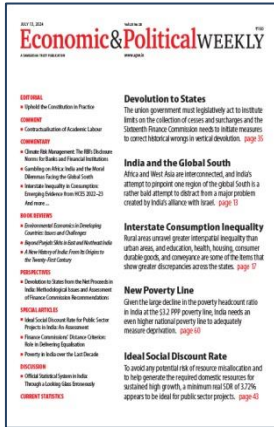 JULY 13, 2024
Economic&PoliticalWEEKLY
A SAMEEKSHA TRUST PUBLICATION
www.epw.in
EDITORIAL
Uphold the Constitution in Practice
COMMENT
Contractualisation of Academic Labour
COMMENTARY
Climate Risk Management: The RBI's Disclosure
Norms for Banks and Financial Institutions
Gambling on Africa: India and the Moral
Dilemmas Facing the Global South
Interstate Inequality in Consumption:
Emerging Evidence from HCES 2022–23
And more ...
BOOK REVIEWS
Environmental Economics in Developing
Countries: Issues and Challenges
Beyond Punjabi Sikhs in East and Northeast India
A New History of India: From Its Origins to
the Twenty-First Century
PERSPECTIVES
Devolution to States from the Net Proceeds in
India: Methodological Issues and Assessment
of Finance Commission Recommendations
SPECIAL ARTICLES
Ideal Social Discount Rate for Public Sector
Projects in India: An Assessment
Finance Commissions' Distance Criterion:
Role in Delivering Equalisation
Poverty in India over the Last Decade
DISCUSSION
Official Statistical System in India:
Through a Looking Glass Erroneously
CURRENT STATISTICS
Devolution to States
The union government must legislatively act to institute
limits on the collection of cesses and surcharges and the
Sixteenth Finance Commission needs to initiate measures
to correct historical wrongs in vertical devolution. page 35
India and the Global South
Africa and West Asia are interconnected, and India's
attempt to pinpoint one region of the global South is a
rather bald attempt to distract from a major problem
created by India's alliance with Israel. page 13
Interstate Consumption Inequality
Rural areas unravel greater interspatial inequality than
urban areas, and education, health, housing, consumer
durable goods, and conveyance are some of the items that
show greater discrepancies across the states. page 17
New Poverty Line
Given the large decline in the poverty headcount ratio
in India at the $3.2 PPP poverty line, India needs an
even higher national poverty line to adequately
measure deprivation. page 60
Ideal Social Discount Rate
To avoid any potential risk of resource misallocation and
to help generate the required domestic resources for
sustained high growth, a minimum real SDR of 3.72%
appears to be ideal for public sector projects. page 43